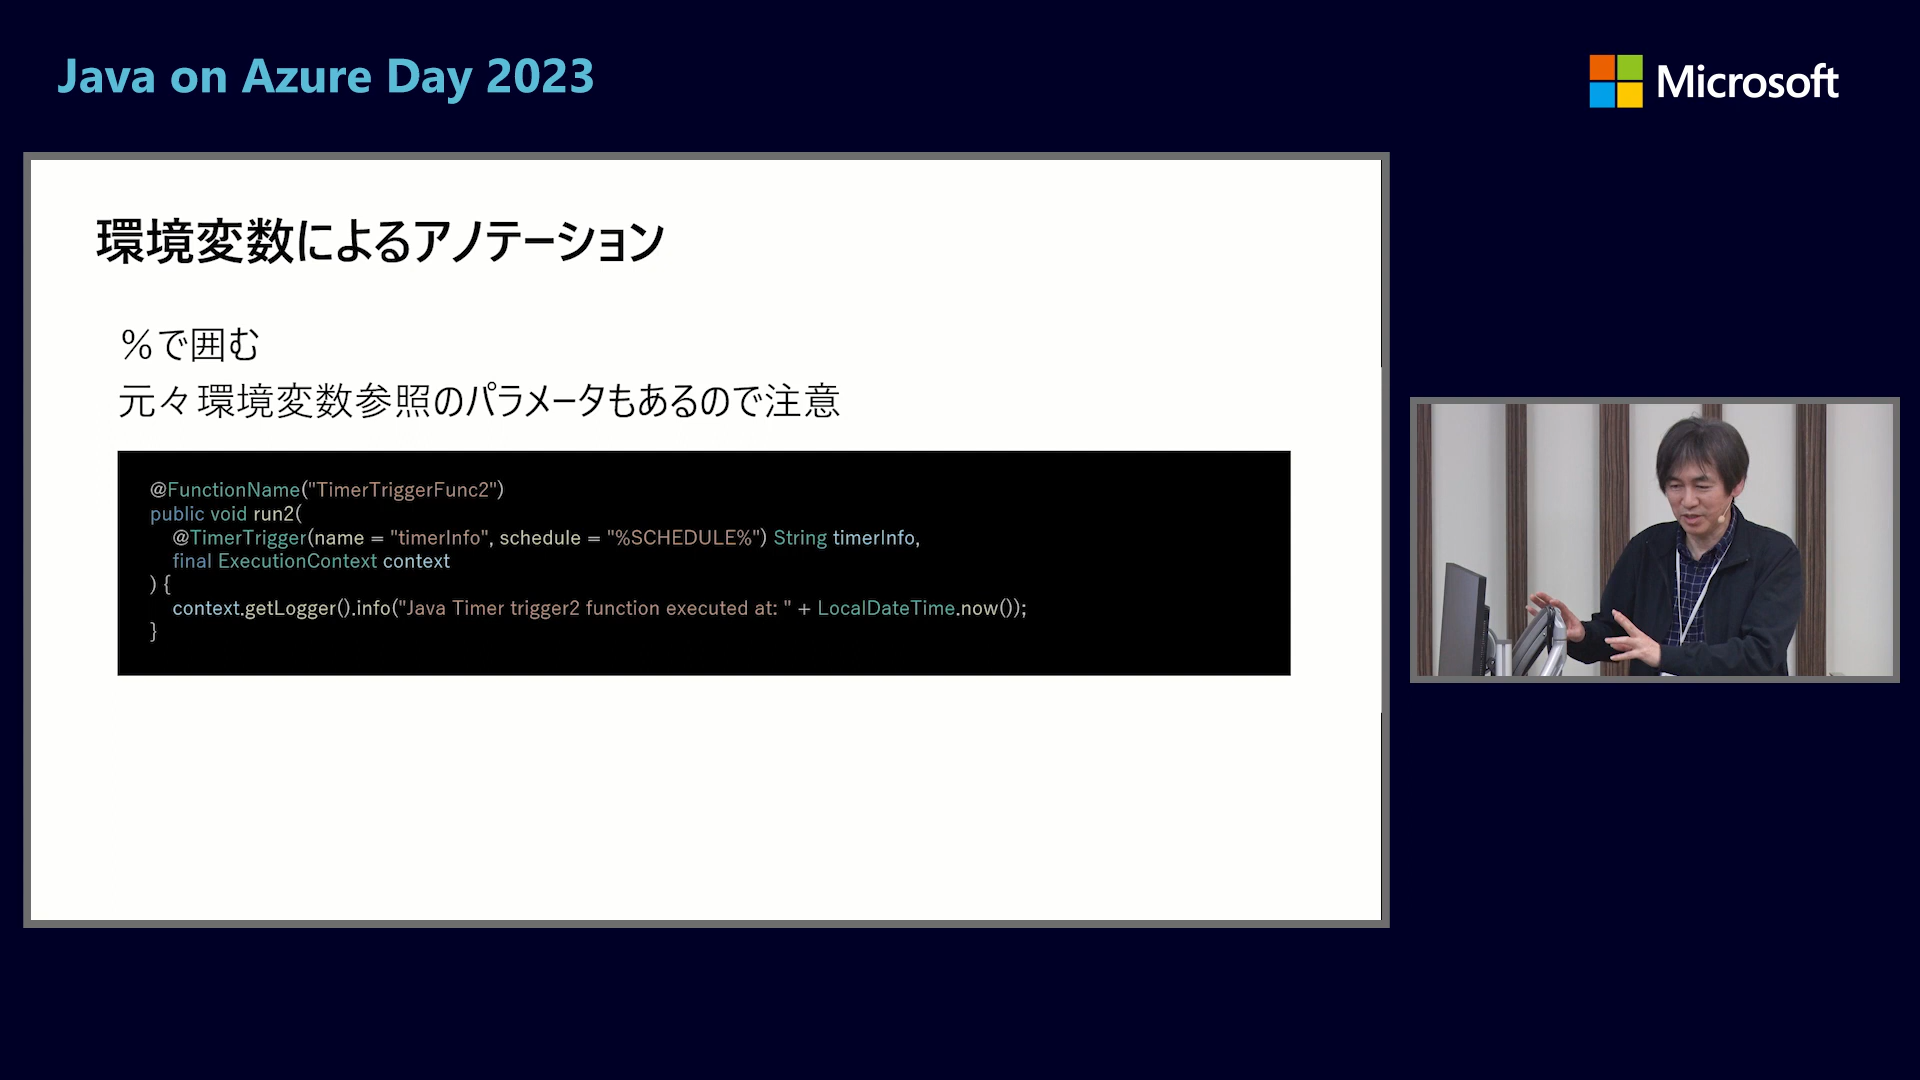 Java on Azure Day 2023
Microsoft
環境変数によるアノテーション
%で囲む
元々環境変数参照のパラメータもあるので注意
@FunctionName("TimerTriggerFunc2")
public void run2(
@TimerTrigger(name = "timerInfo", schedule = "%SCHEDULE%") String timerInfo,
final ExecutionContext context
) {
context.getLogger().info("Java Timer trigger2 function executed at: " + LocalDateTime.now());
}